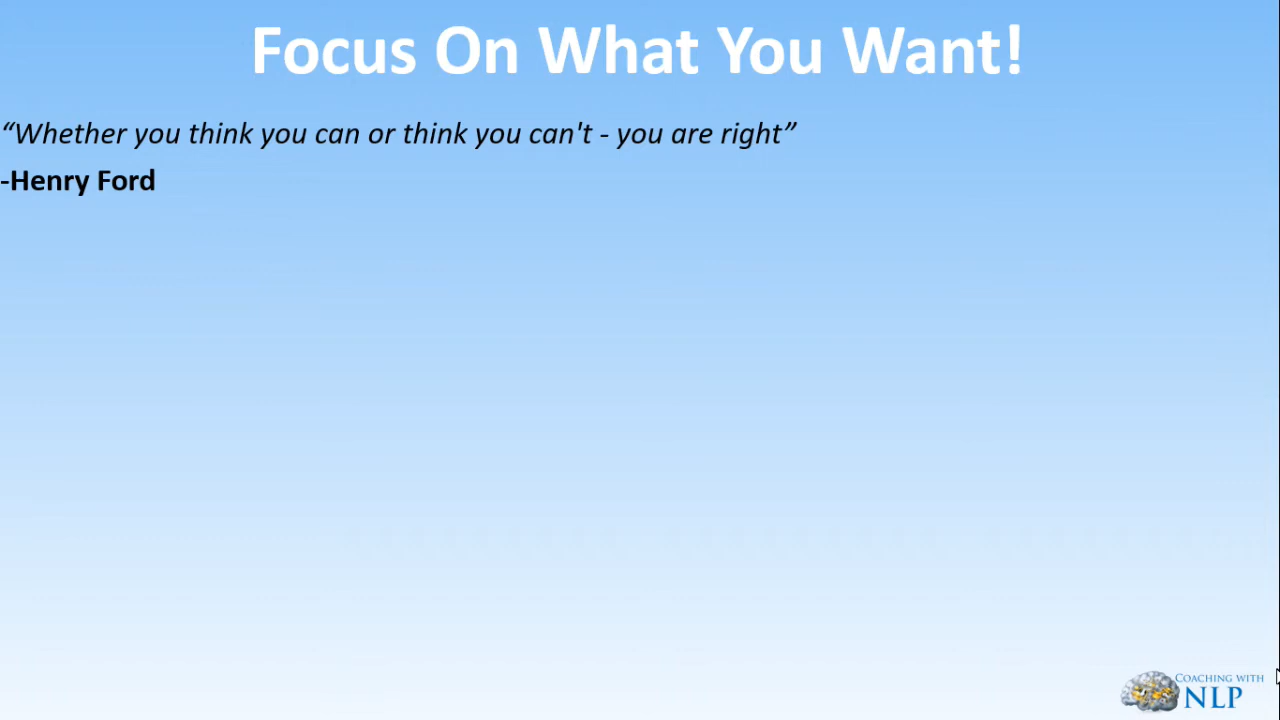 Focus On What You Want!
“Whether you think you can or think you can't - you are right”
-Henry Ford
COACHING WITH
NLP